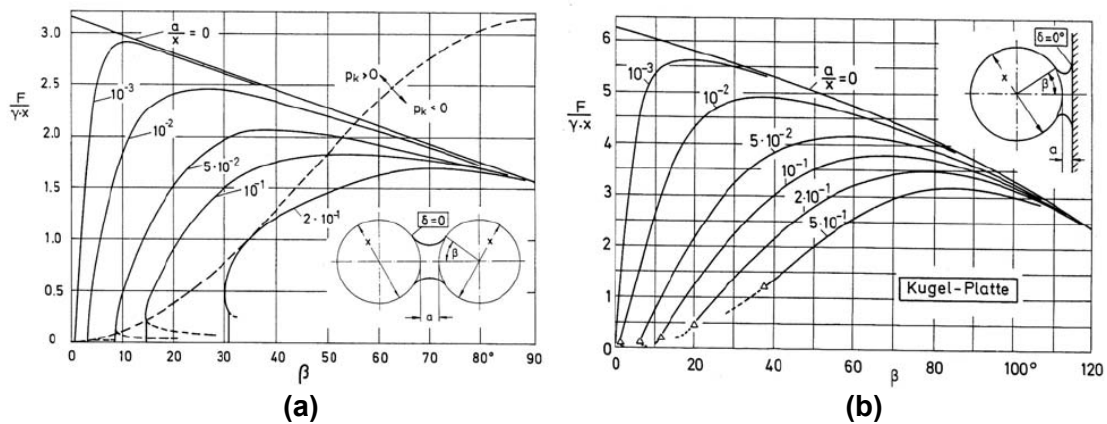 3.0
2.5
F
γ·x
2.0
1.5
1.0
0.5
0
a
x = 0
10⁻³
10⁻²
5·10⁻²
10⁻¹
2·10⁻¹
p_k > 0
p_k < 0
δ=0
x
x
β
a
0 10 20 30 40 50 60 70 80° 90
β
(a)
6
5
F
γ·x
4
3
2
1
0
a
x =0
10⁻³
10⁻²
5·10⁻²
10⁻¹
2·10⁻¹
5·10⁻¹
δ=0°
x
β
a
Kugel-Platte
0 20 40 60 80 100° 120
β
(b)